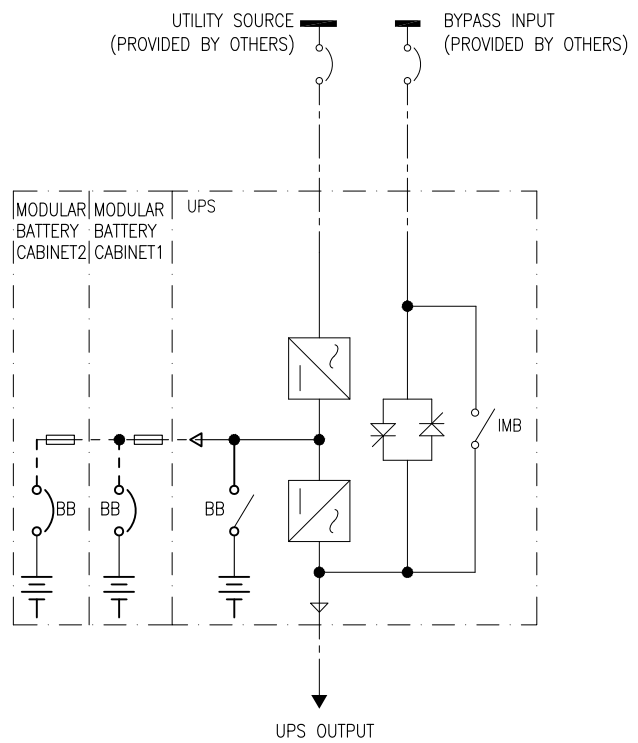 UTILITY SOURCE
(PROVIDED BY OTHERS)
BYPASS INPUT
(PROVIDED BY OTHERS)
MODULAR
BATTERY
CABINET2
MODULAR
BATTERY
CABINET1
UPS
IMB
BB
BB
BB
UPS OUTPUT